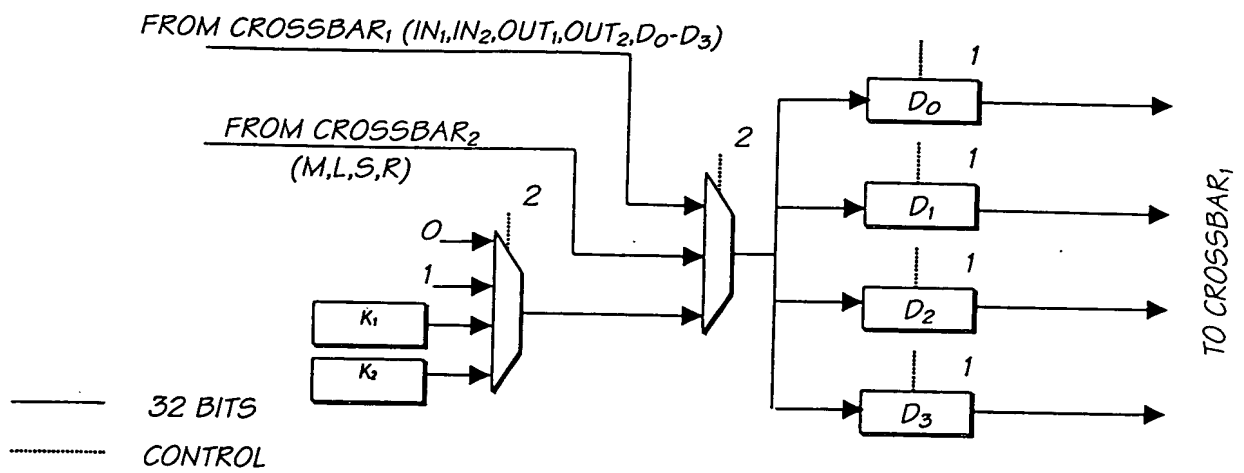 FROM CROSSBAR₁ (IN₁,IN₂,OUT₁,OUT₂,D₀-D₃)
1
D₀
FROM CROSSBAR₂
(M,L,S,R)
2
1
D₁
2
0
1
K₁
K₂
1
D₂
1
D₃
TO CROSSBAR₁
32 BITS
CONTROL